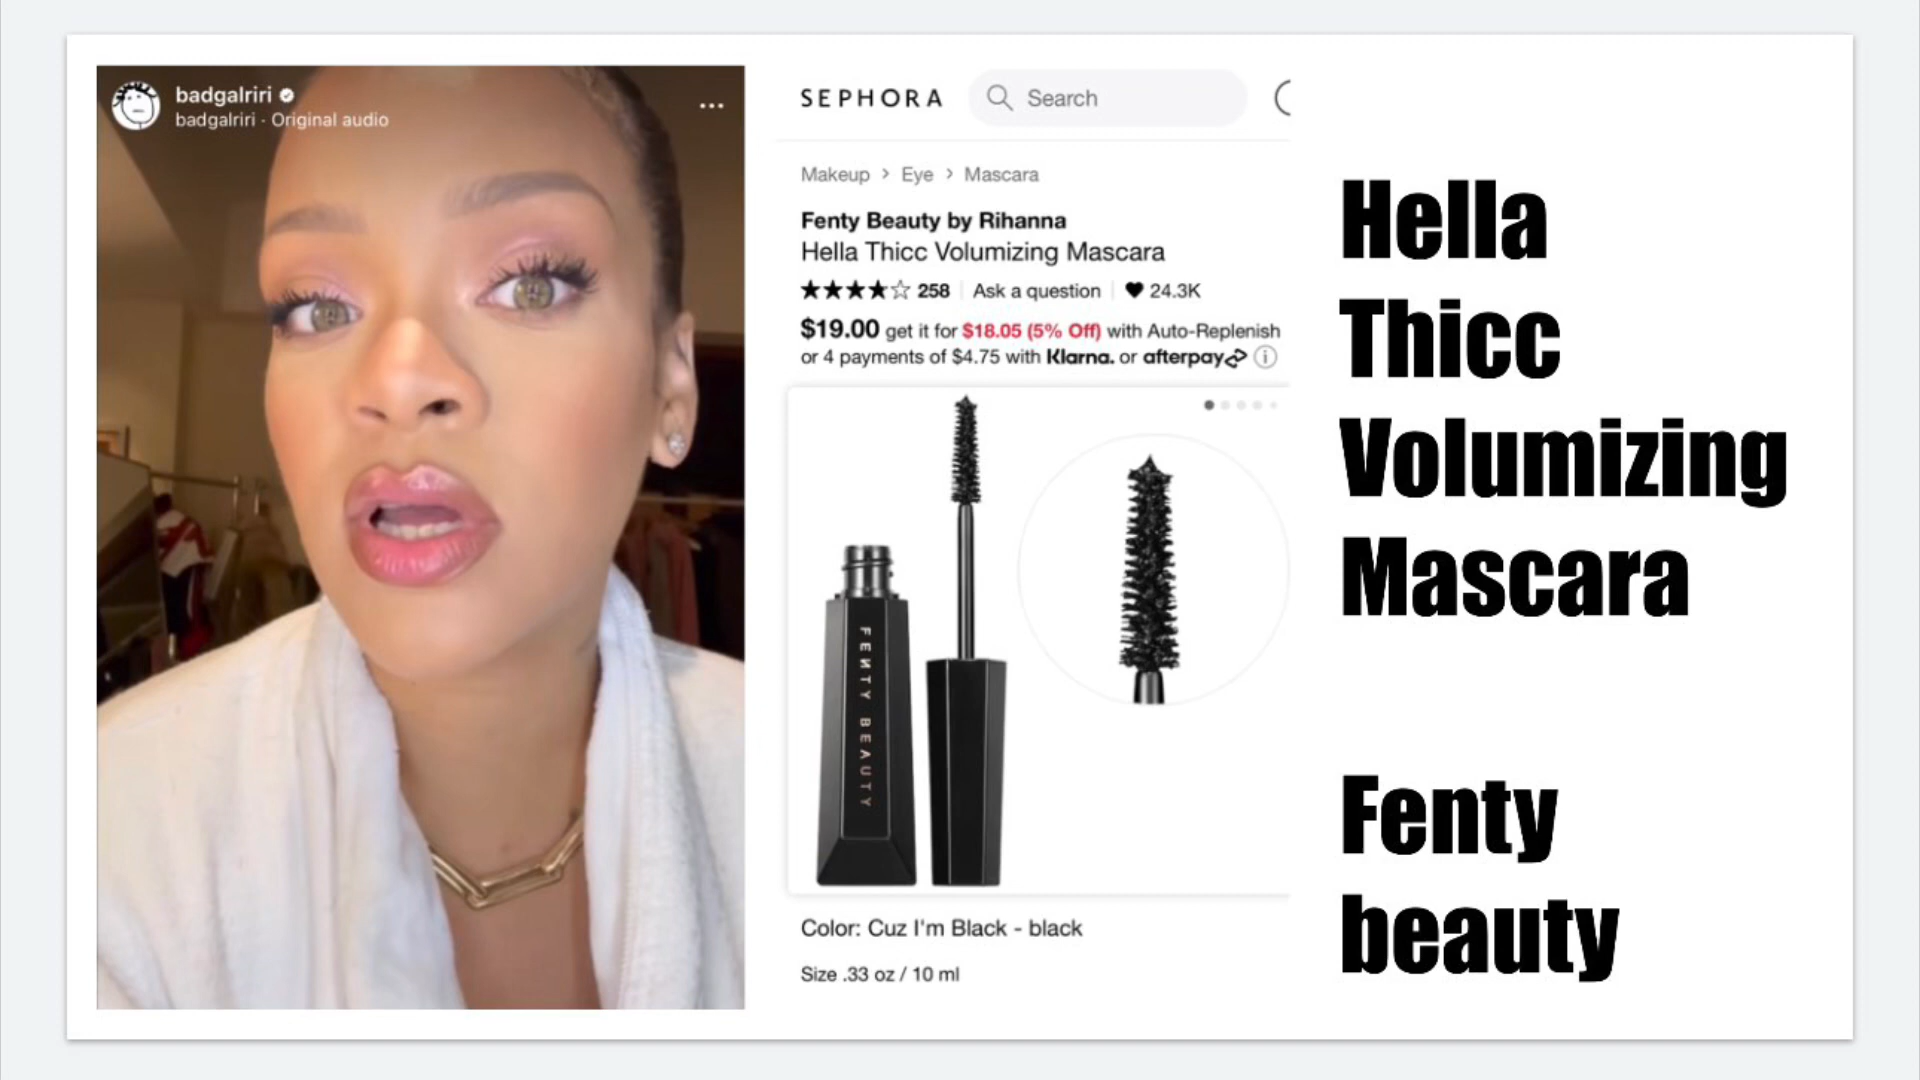 badgalriri
badgalriri · Original audio
SEPHORA
Search
Makeup > Eye > Mascara
Fenty Beauty by Rihanna
Hella Thicc Volumizing Mascara
258 | Ask a question | 24.3K
$19.00 get it for $18.05 (5% Off) with Auto-Replenish
or 4 payments of $4.75 with Klarna. or afterpay
FENTY BEAUTY
Color: Cuz I'm Black - black
Size .33 oz / 10 ml
Hella
Thicc
Volumizing
Mascara
Fenty
beauty